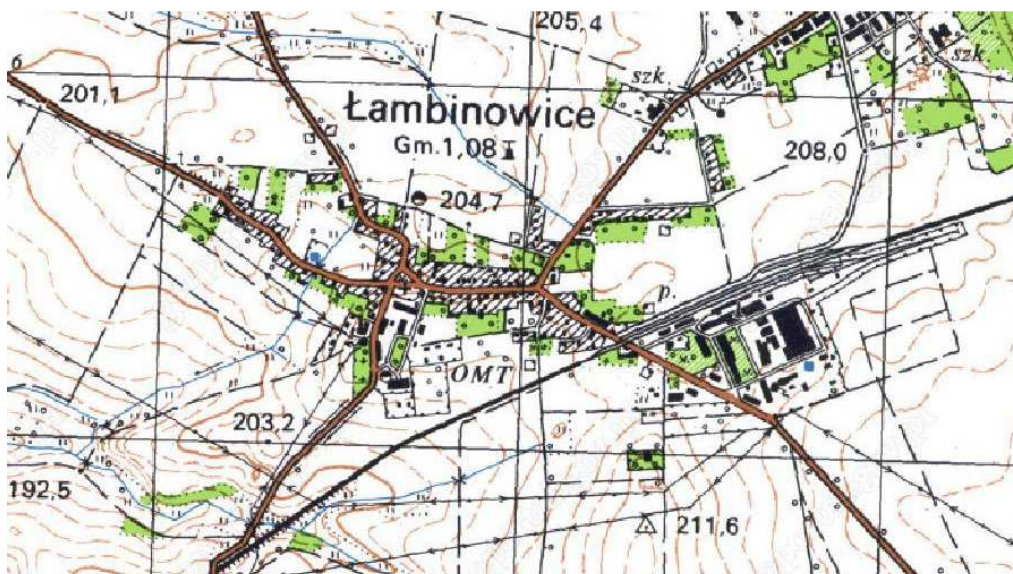 205,4
szk.
szk.
6
201,1
Łambinowice
Gm. 1,08
208,0
204,7
p.
OMT
203,2
192,5
211,6